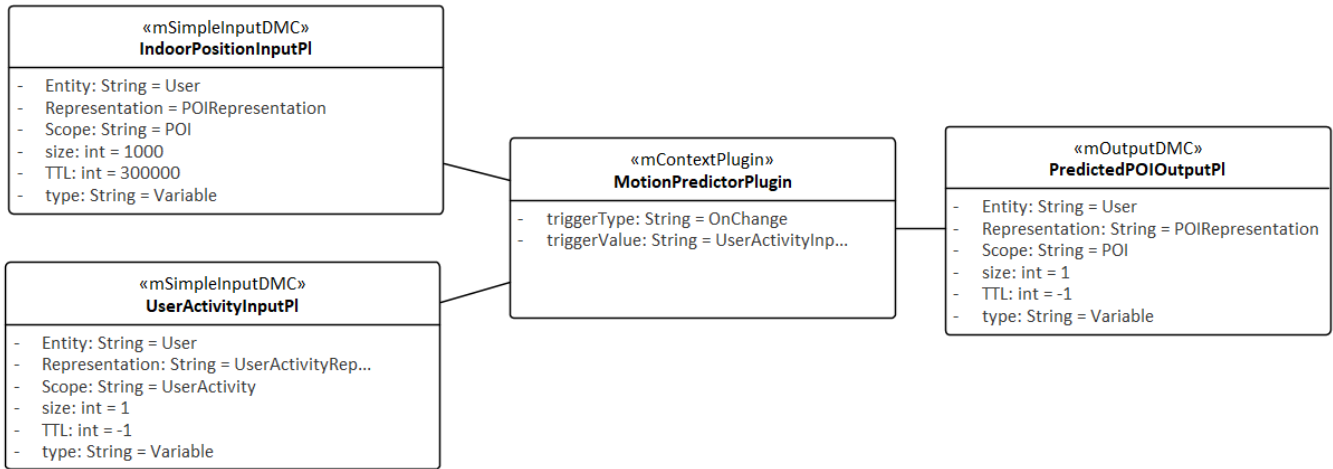 «mSimpleInputDMC»
IndoorPositionInputPl
- Entity: String = User
- Representation = POIRepresentation
- Scope: String = POI
- size: int = 1000
- TTL: int = 300000
- type: String = Variable
«mSimpleInputDMC»
UserActivityInputPl
- Entity: String = User
- Representation: String = UserActivityRep...
- Scope: String = UserActivity
- size: int = 1
- TTL: int = -1
- type: String = Variable
«mContextPlugin»
MotionPredictorPlugin
- triggerType: String = OnChange
- triggerValue: String = UserActivityInp...
«mOutputDMC»
PredictedPOIOutputPl
- Entity: String = User
- Representation: String = POIRepresentation
- Scope: String = POI
- size: int = 1
- TTL: int = -1
- type: String = Variable